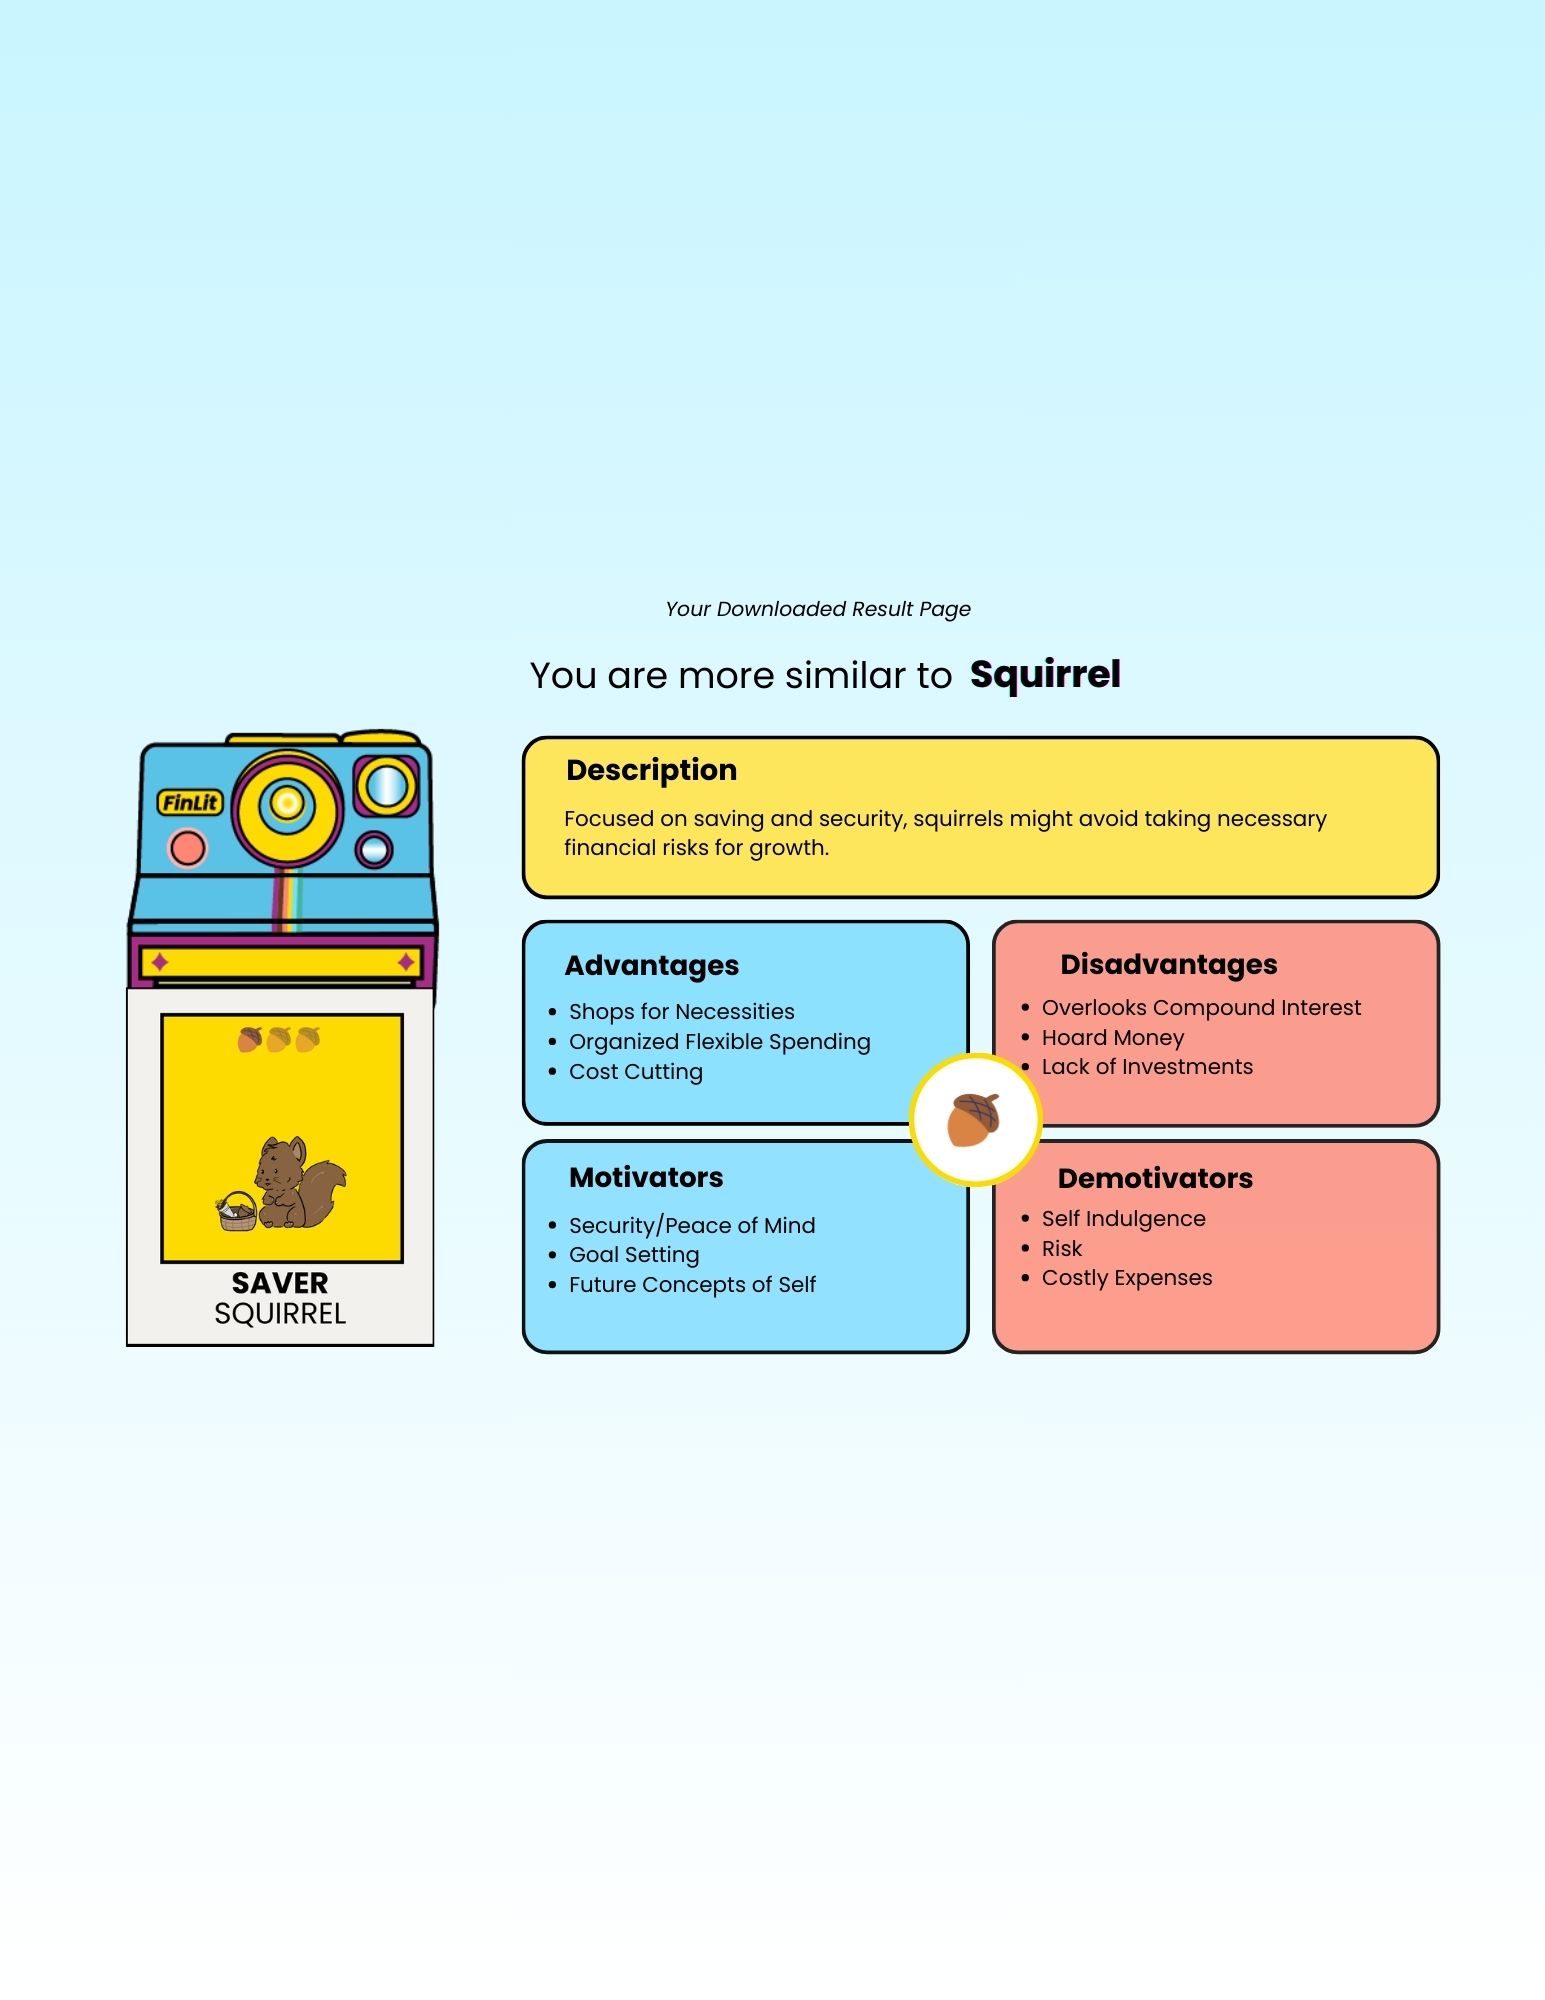 Your Downloaded Result Page
You are more similar to Squirrel
FinLit
SAVER
SQUIRREL
Description
Focused on saving and security, squirrels might avoid taking necessary
financial risks for growth.
Advantages
• Shops for Necessities
• Organized Flexible Spending
• Cost Cutting
Disadvantages
• Overlooks Compound Interest
• Hoard Money
• Lack of Investments
Motivators
• Security/Peace of Mind
• Goal Setting
• Future Concepts of Self
Demotivators
• Self Indulgence
• Risk
• Costly Expenses